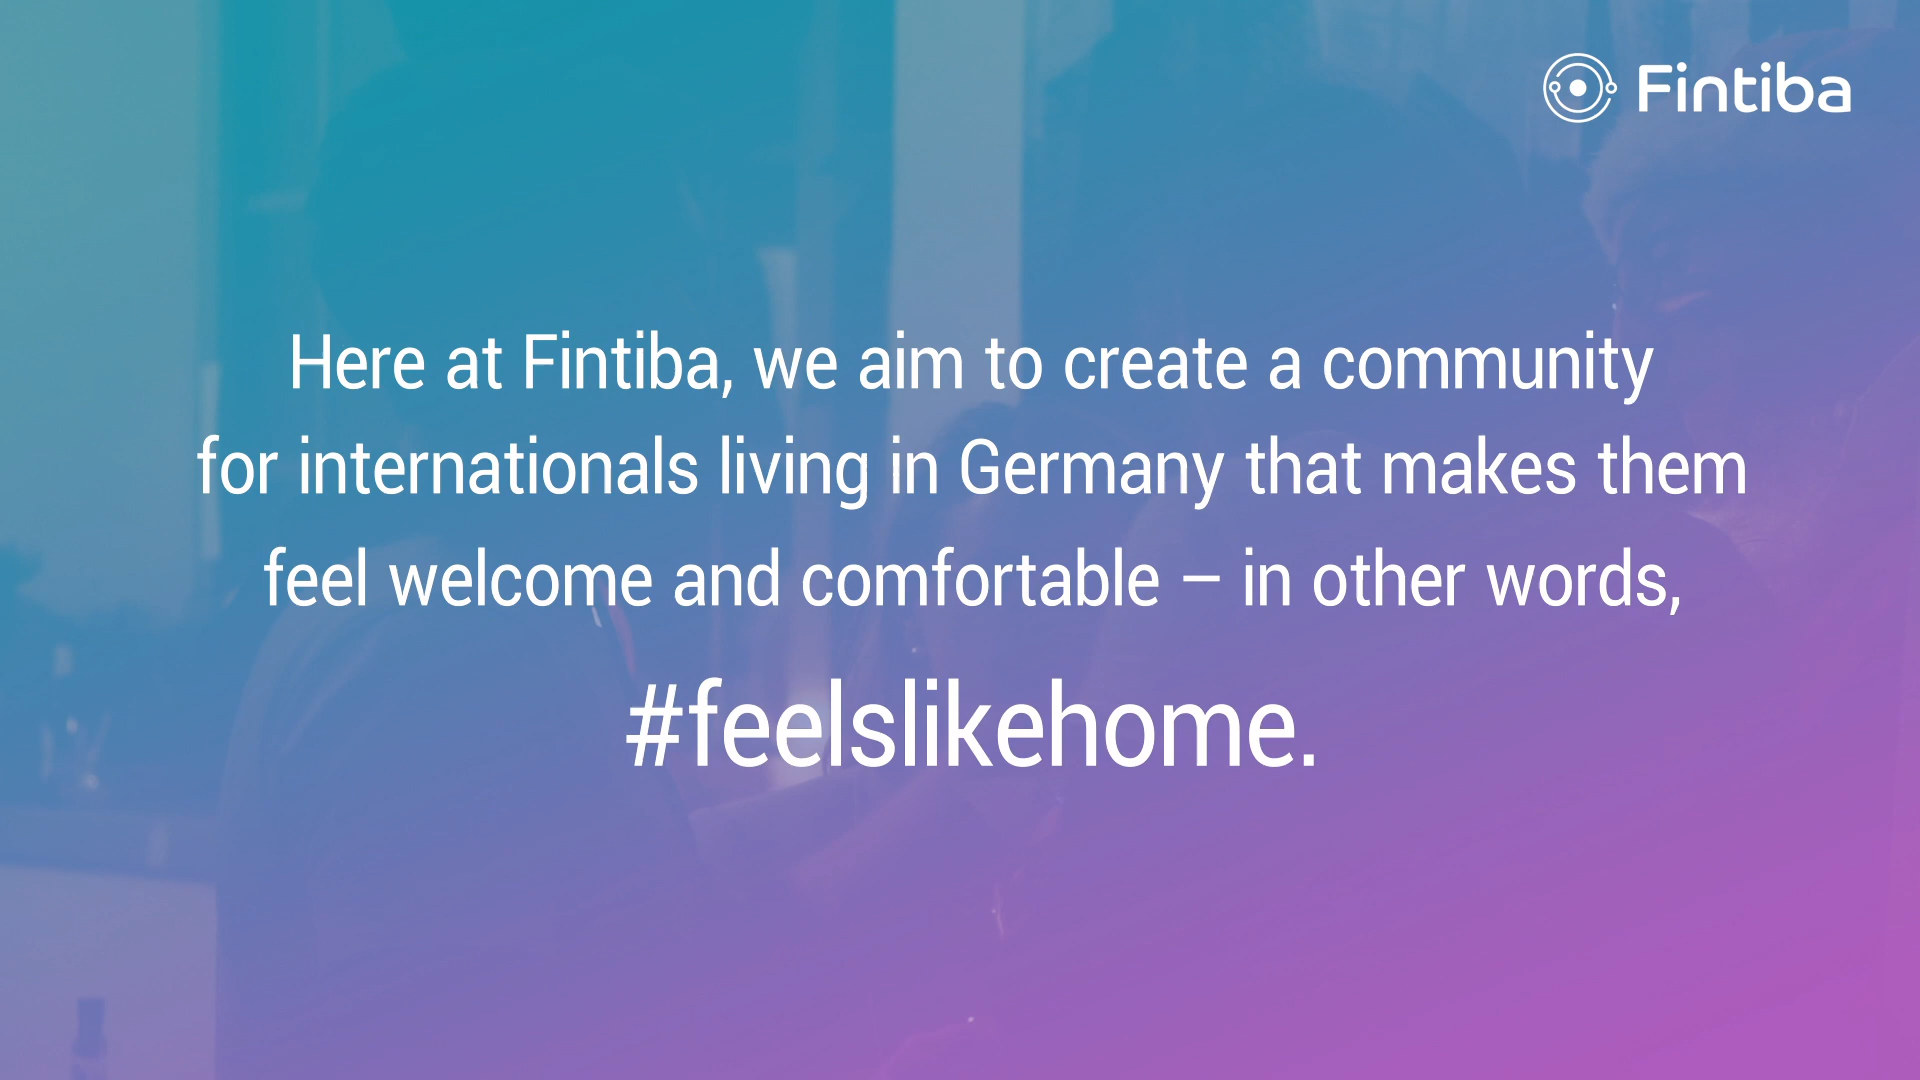 Fintiba
Here at Fintiba, we aim to create a community
for internationals living in Germany that makes them
feel welcome and comfortable – in other words,
#feelslikehome.